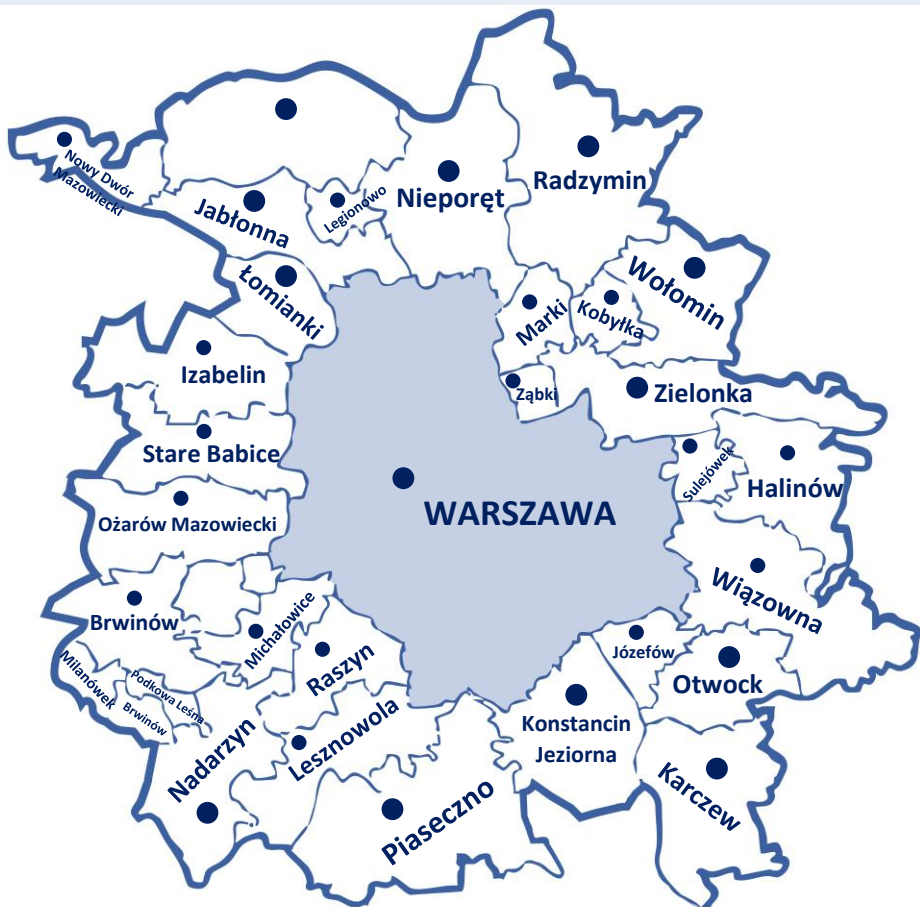 Nowy Dwór
Mazowiecki
Jabłonna
Legionowo
Nieporęt
Radzymin
Łomianki
Marki
Kobyłka
Wołomin
Izabelin
Ząbki
Zielonka
Stare Babice
Sulejówek
Halinów
Ożarów Mazowiecki
WARSZAWA
Wiązowna
Brwinów
Michałowice
Raszyn
Józefów
Otwock
Milanówek
Podkowa Leśna
Brwinów
Nadarzyn
Lesznowola
Konstancin
Jeziorna
Piaseczno
Karczew